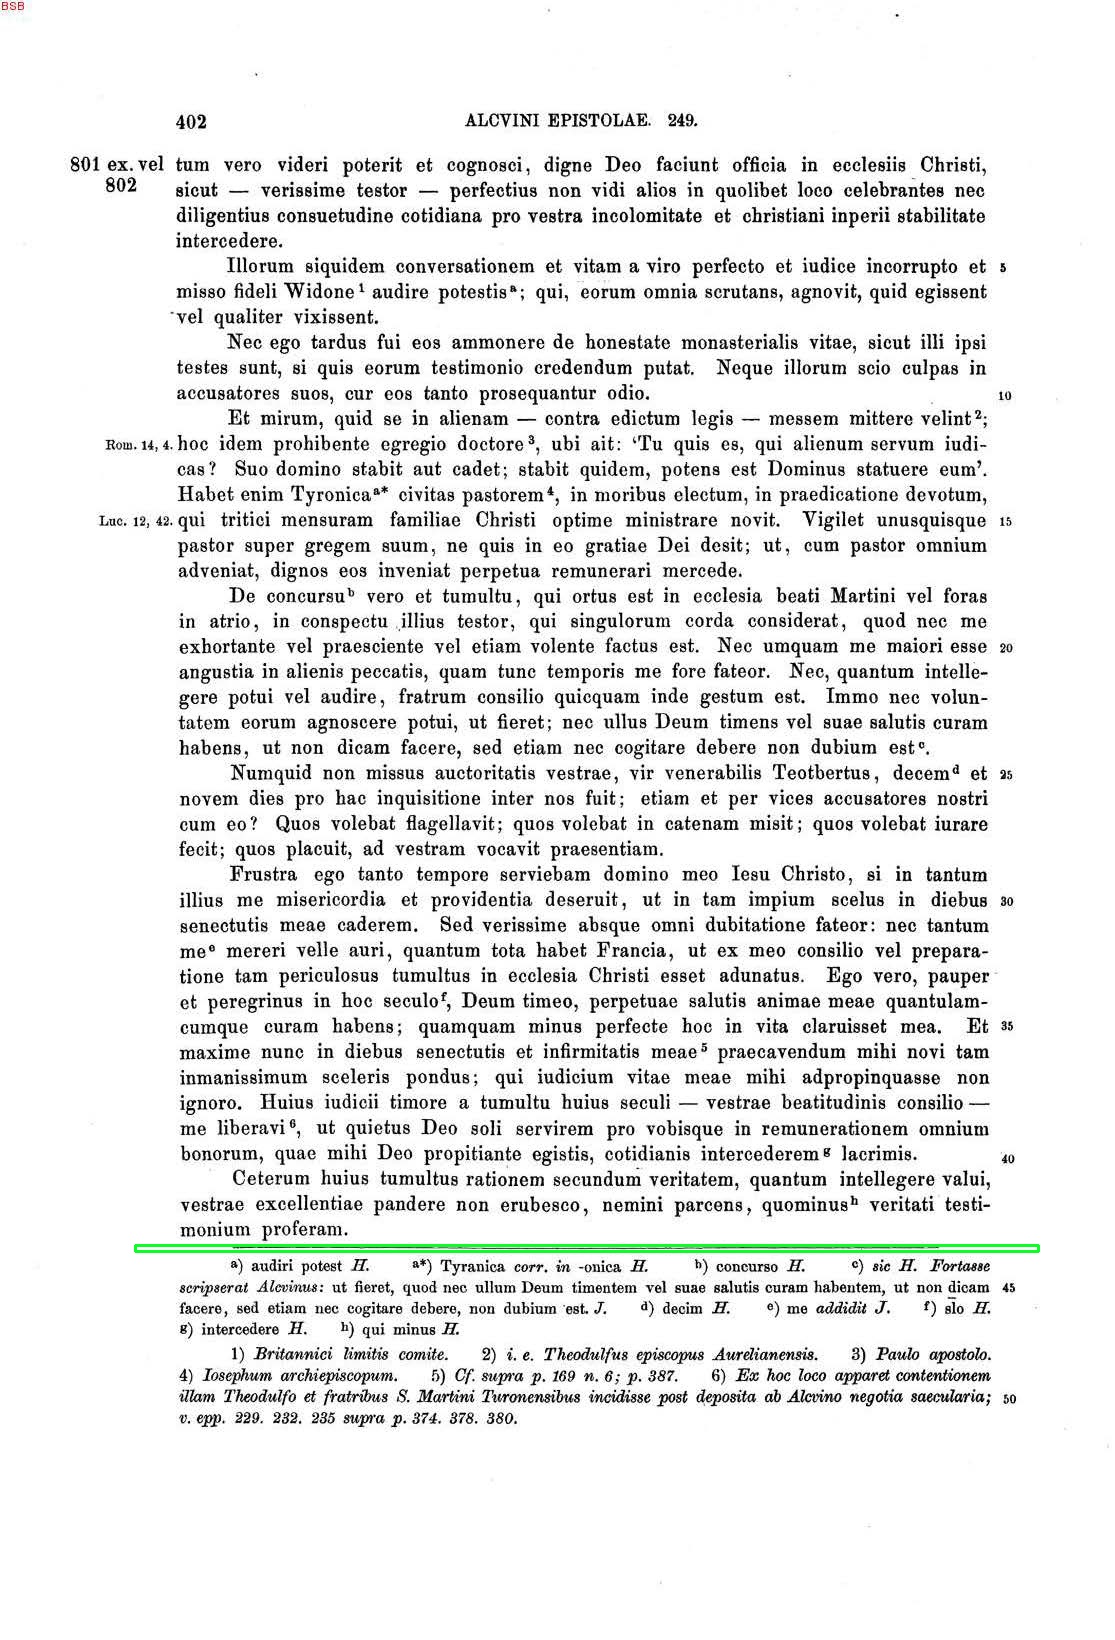 BSB
402 ALCVINI EPISTOLAE. 249.
801 ex. vel tum vero videri poterit et cognosci, digne Deo faciunt officia in ecclesiis Christi,
802 sicut — verissime testor — perfectius non vidi alios in quolibet loco celebrantes nec
diligentius consuetudine cotidiana pro vestra incolomitate et christiani inperii stabilitate
intercedere.
Illorum siquidem conversationem et vitam a viro perfecto et iudice incorrupto et 5
misso fideli Widone¹ audire potestisᵃ; qui, eorum omnia scrutans, agnovit, quid egissent
vel qualiter vixissent.
Nec ego tardus fui eos ammonere de honestate monasterialis vitae, sicut illi ipsi
testes sunt, si quis eorum testimonio credendum putat. Neque illorum scio culpas in
accusatores suos, cur eos tanto prosequantur odio. 10
Et mirum, quid se in alienam — contra edictum legis — messem mittere velint²;
Rom. 14, 4. hoc idem prohibente egregio doctore³, ubi ait: ‘Tu quis es, qui alienum servum iudi-
cas? Suo domino stabit aut cadet; stabit quidem, potens est Dominus statuere eum’.
Habet enim Tyronicaᵃ* civitas pastorem⁴, in moribus electum, in praedicatione devotum,
Luc. 12, 42. qui tritici mensuram familiae Christi optime ministrare novit. Vigilet unusquisque 15
pastor super gregem suum, ne quis in eo gratiae Dei desit; ut, cum pastor omnium
adveniat, dignos eos inveniat perpetua remunerari mercede.
De concursuᵇ vero et tumultu, qui ortus est in ecclesia beati Martini vel foras
in atrio, in conspectu illius testor, qui singulorum corda considerat, quod nec me
exhortante vel praesciente vel etiam volente factus est. Nec umquam me maiori esse 20
angustia in alienis peccatis, quam tunc temporis me fore fateor. Nec, quantum intelle-
gere potui vel audire, fratrum consilio quicquam inde gestum est. Immo nec volun-
tatem eorum agnoscere potui, ut fieret; nec ullus Deum timens vel suae salutis curam
habens, ut non dicam facere, sed etiam nec cogitare debere non dubium estᶜ.
Numquid non missus auctoritatis vestrae, vir venerabilis Teotbertus, decemᵈ et 25
novem dies pro hac inquisitione inter nos fuit; etiam et per vices accusatores nostri
cum eo? Quos volebat flagellavit; quos volebat in catenam misit; quos volebat iurare
fecit; quos placuit, ad vestram vocavit praesentiam.
Frustra ego tanto tempore serviebam domino meo Iesu Christo, si in tantum
illius me misericordia et providentia deseruit, ut in tam impium scelus in diebus 30
senectutis meae caderem. Sed verissime absque omni dubitatione fateor: nec tantum
meᵉ mereri velle auri, quantum tota habet Francia, ut ex meo consilio vel prepara-
tione tam periculosus tumultus in ecclesia Christi esset adunatus. Ego vero, pauper
et peregrinus in hoc seculoᶠ, Deum timeo, perpetuae salutis animae meae quantulam-
cumque curam habens; quamquam minus perfecte hoc in vita claruisset mea. Et 35
maxime nunc in diebus senectutis et infirmitatis meae⁵ praecavendum mihi novi tam
inmanissimum sceleris pondus; qui iudicium vitae meae mihi adpropinquasse non
ignoro. Huius iudicii timore a tumultu huius seculi — vestrae beatitudinis consilio —
me liberavi⁶, ut quietus Deo soli servirem pro vobisque in remunerationem omnium
bonorum, quae mihi Deo propitiante egistis, cotidianis intercederemᵍ lacrimis. 40
Ceterum huius tumultus rationem secundum veritatem, quantum intellegere valui,
vestrae excellentiae pandere non erubesco, nemini parcens, quominusʰ veritati testi-
monium proferam.
ᵃ) audiri potest H. ᵃ*) Tyranica corr. in -onica H. ᵇ) concurso H. ᶜ) sic H. Fortasse
scripserat Alcvinus: ut fieret, quod nec ullum Deum timentem vel suae salutis curam habentem, ut non dicam 45
facere, sed etiam nec cogitare debere, non dubium est. J. ᵈ) decim H. ᵉ) me addidit J. ᶠ) s̅l̅o H.
ᵍ) intercedere H. ʰ) qui minus H.
1) Britannici limitis comite. 2) i. e. Theodulfus episcopus Aurelianensis. 3) Paulo apostolo.
4) Iosephum archiepiscopum. 5) Cf. supra p. 169 n. 6; p. 387. 6) Ex hoc loco apparet contentionem
illam Theodulfo et fratribus S. Martini Turonensibus incidisse post deposita ab Alcvino negotia saecularia; 50
v. epp. 229. 232. 235 supra p. 374. 378. 380.